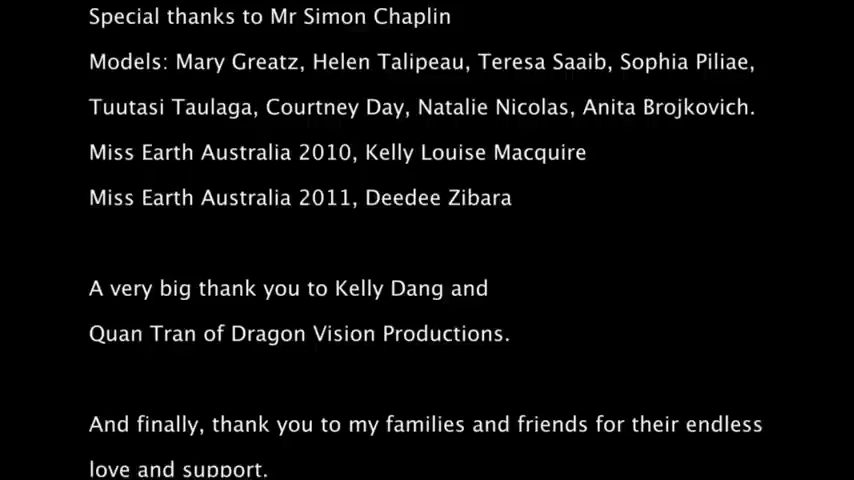 Special thanks to Mr Simon Chaplin
Models: Mary Greatz, Helen Talipeau, Teresa Saaib, Sophia Piliae,
Tuutasi Taulaga, Courtney Day, Natalie Nicolas, Anita Brojkovich.
Miss Earth Australia 2010, Kelly Louise Macquire
Miss Earth Australia 2011, Deedee Zibara
A very big thank you to Kelly Dang and
Quan Tran of Dragon Vision Productions.
And finally, thank you to my families and friends for their endless
love and support.